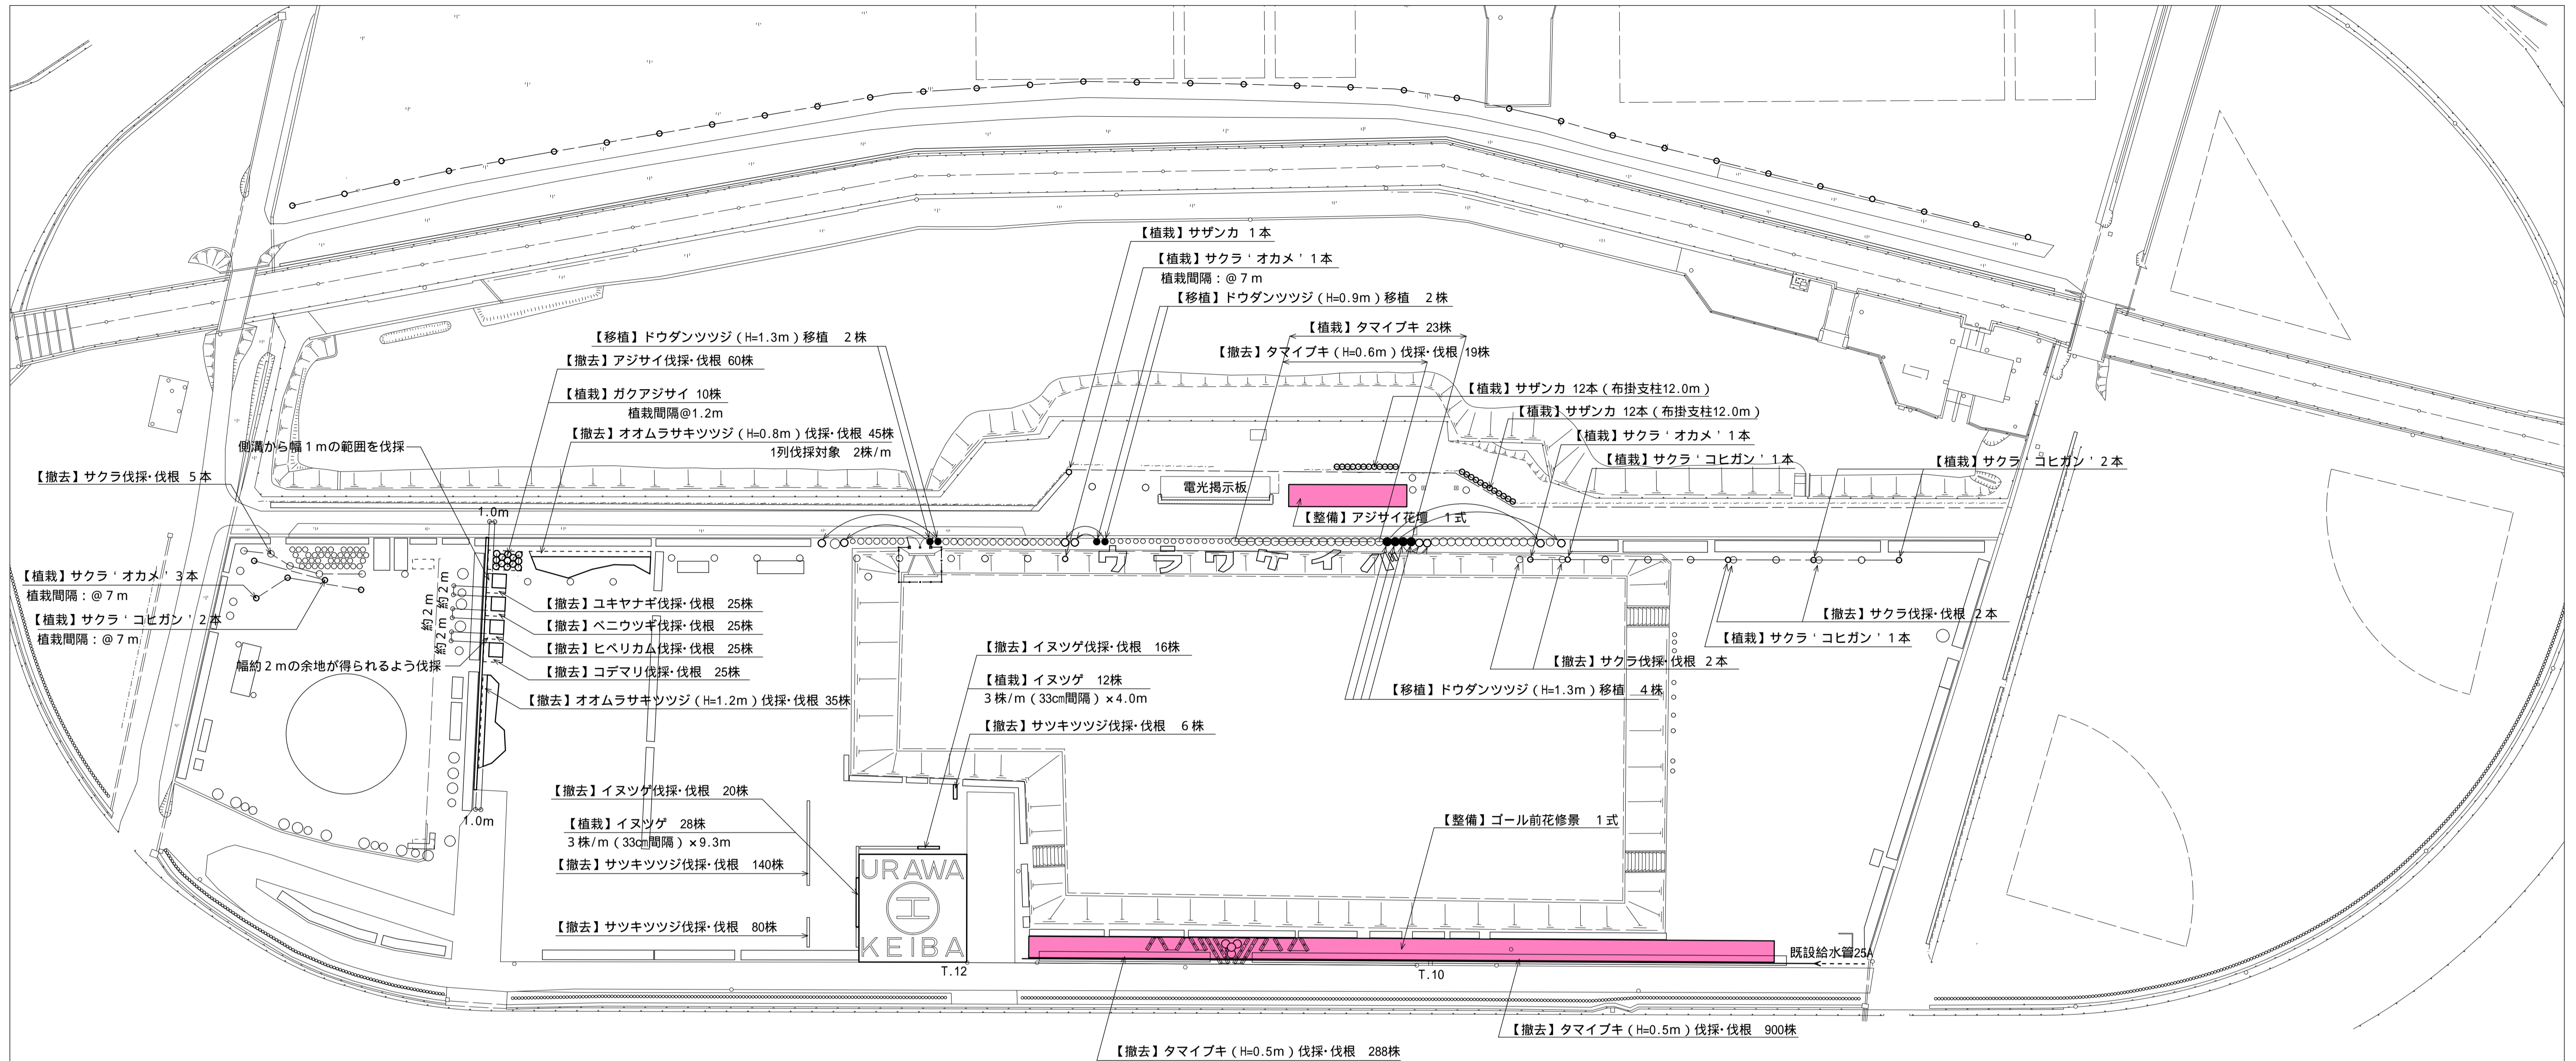 【植栽】サザンカ 1本
【植栽】サクラ'オカメ'1本
植栽間隔：@7m
【移植】ドウダンツツジ（H=0.9m）移植 2株
【植栽】タマイブキ 23株
【撤去】タマイブキ（H=0.6m）伐採・伐根 19株
【移植】ドウダンツツジ（H=1.3m）移植 2株
【撤去】アジサイ伐採・伐根 60株
【植栽】ガクアジサイ 10株
植栽間隔@1.2m
【撤去】オオムラサキツツジ（H=0.8m）伐採・伐根 45株
1列伐採対象 2株/m
側溝から幅1mの範囲を伐採
【撤去】サクラ伐採・伐根 5本
【植栽】サザンカ 12本（布掛支柱12.0m）
【植栽】サザンカ 12本（布掛支柱12.0m）
【植栽】サクラ'オカメ'1本
【植栽】サクラ'コヒガン'1本
【植栽】サクラ'コヒガン'2本
電光掲示板
【整備】アジサイ花壇 1式
1.0m
ウラワケイバ
【植栽】サクラ'オカメ'3本
植栽間隔：@7m
【植栽】サクラ'コヒガン'2本
植栽間隔：@7m
約2m
約2m
約2m
幅約2mの余地が得られるよう伐採
【撤去】ユキヤナギ伐採・伐根 25株
【撤去】ベニウツギ伐採・伐根 25株
【撤去】ヒペリカム伐採・伐根 25株
【撤去】コデマリ伐採・伐根 25株
【撤去】オオムラサキツツジ（H=1.2m）伐採・伐根 35株
【撤去】イヌツゲ伐採・伐根 16株
【植栽】イヌツゲ 12株
3株/m（33㎝間隔）×4.0m
【撤去】サツキツツジ伐採・伐根 6株
【撤去】サクラ伐採・伐根 2本
【植栽】サクラ'コヒガン'1本
【撤去】サクラ伐採・伐根 2本
【移植】ドウダンツツジ（H=1.3m）移植 4株
1.0m
【撤去】イヌツゲ伐採・伐根 20株
【植栽】イヌツゲ 28株
3株/m（33㎝間隔）×9.3m
【撤去】サツキツツジ伐採・伐根 140株
【撤去】サツキツツジ伐採・伐根 80株
URAWA
KEIBA
【整備】ゴール前花修景 1式
既設給水管25A
T.12
T.10
【撤去】タマイブキ（H=0.5m）伐採・伐根 900株
【撤去】タマイブキ（H=0.5m）伐採・伐根 288株